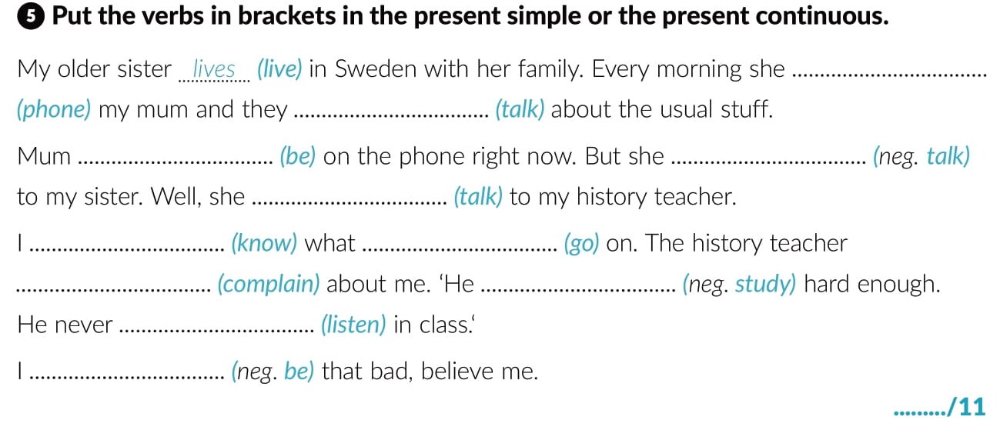 5 Put the verbs in brackets in the present simple or the present continuous.
My older sister lives (live) in Sweden with her family. Every morning she ...................................
(phone) my mum and they ................................... (talk) about the usual stuff.
Mum ................................... (be) on the phone right now. But she ................................... (neg. talk)
to my sister. Well, she ................................... (talk) to my history teacher.
I ................................... (know) what ................................... (go) on. The history teacher
................................... (complain) about me. ‘He ................................... (neg. study) hard enough.
He never ................................... (listen) in class.‘
I ................................... (neg. be) that bad, believe me.
........./11